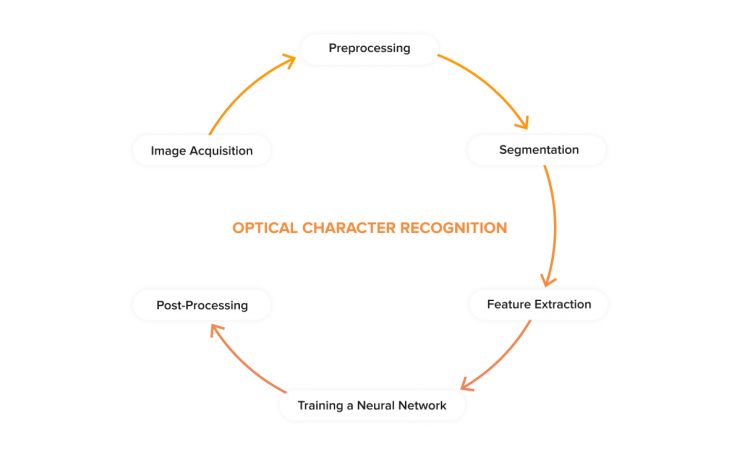 Preprocessing
Image Acquisition
Segmentation
OPTICAL CHARACTER RECOGNITION
Post-Processing
Feature Extraction
Training a Neural Network